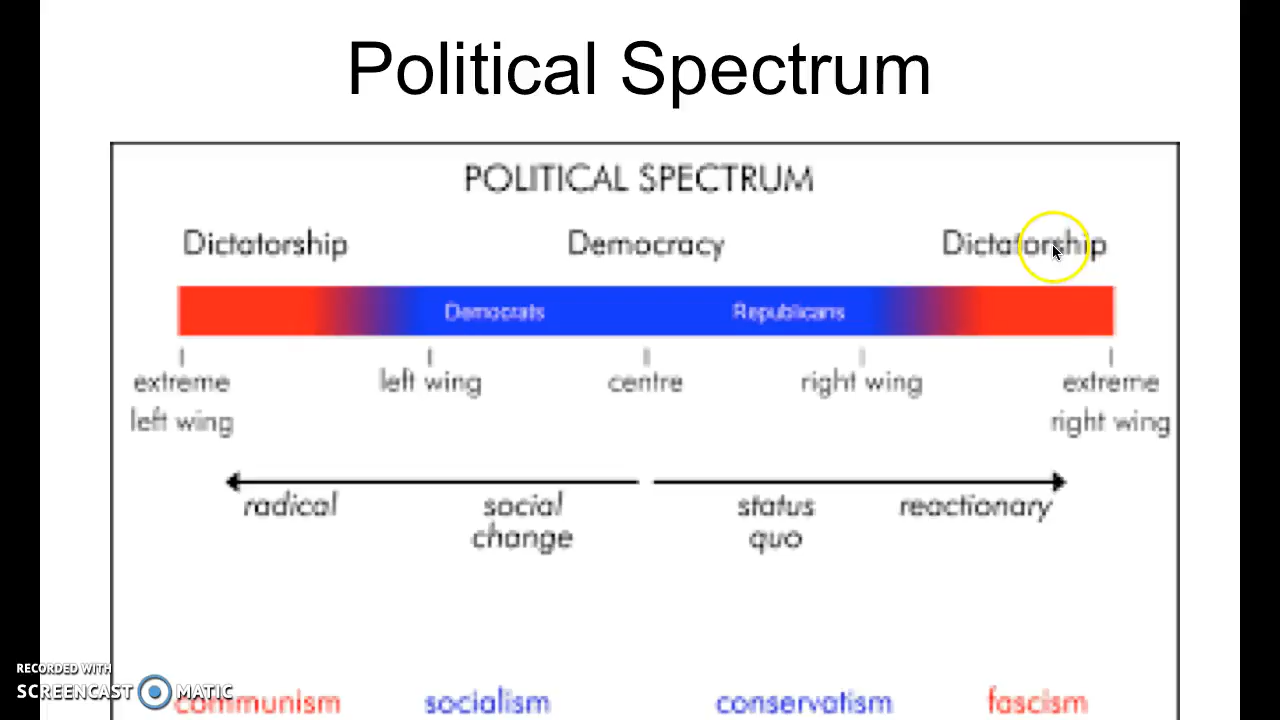 Political Spectrum
POLITICAL SPECTRUM
Dictatorship Democracy Dictatorship
Democrats Republicans
extreme left wing centre right wing extreme
left wing right wing
radical social status reactionary
change quo
RECORDED WITH
SCREENCAST MATIC
communism socialism conservatism fascism